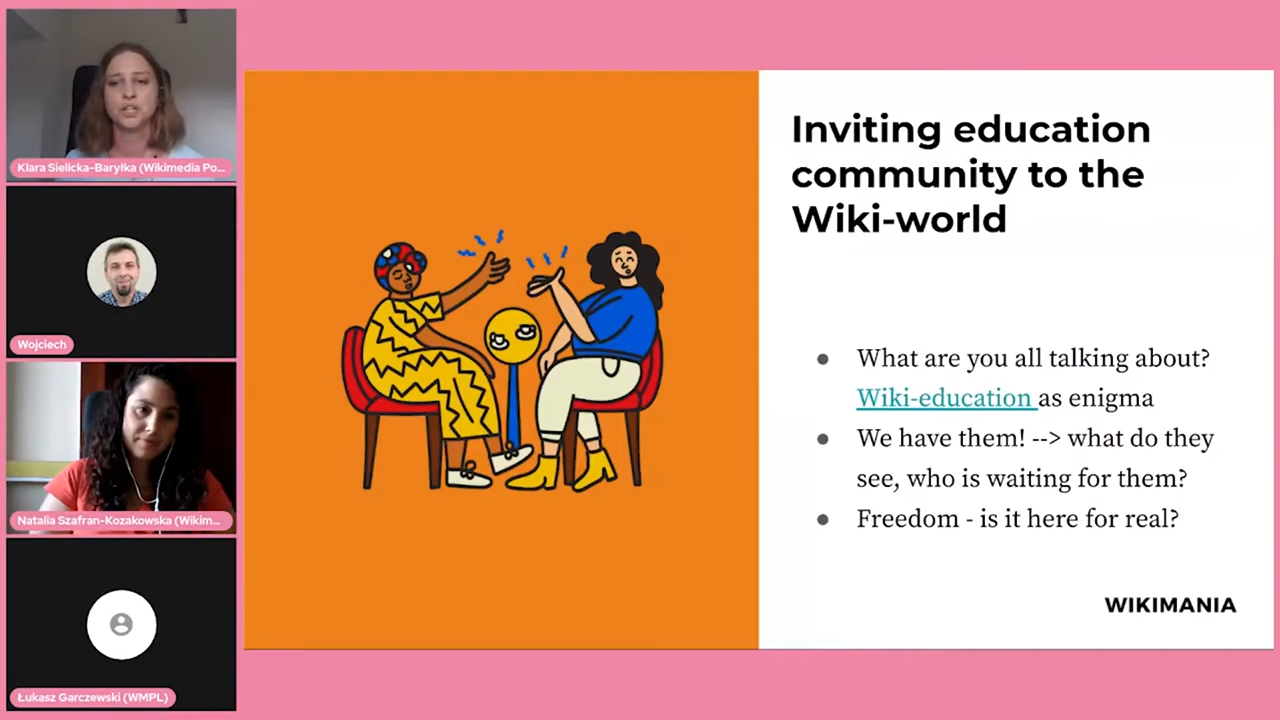 Klara Sielicka-Baryłka (Wikimedia Po...
Wojciech
Natalia Szafran-Kozakowska (Wikim...
Łukasz Garczewski (WMPL)
Inviting education
community to the
Wiki-world
● What are you all talking about?
Wiki-education as enigma
● We have them! --> what do they
see, who is waiting for them?
● Freedom - is it here for real?
WIKIMANIA